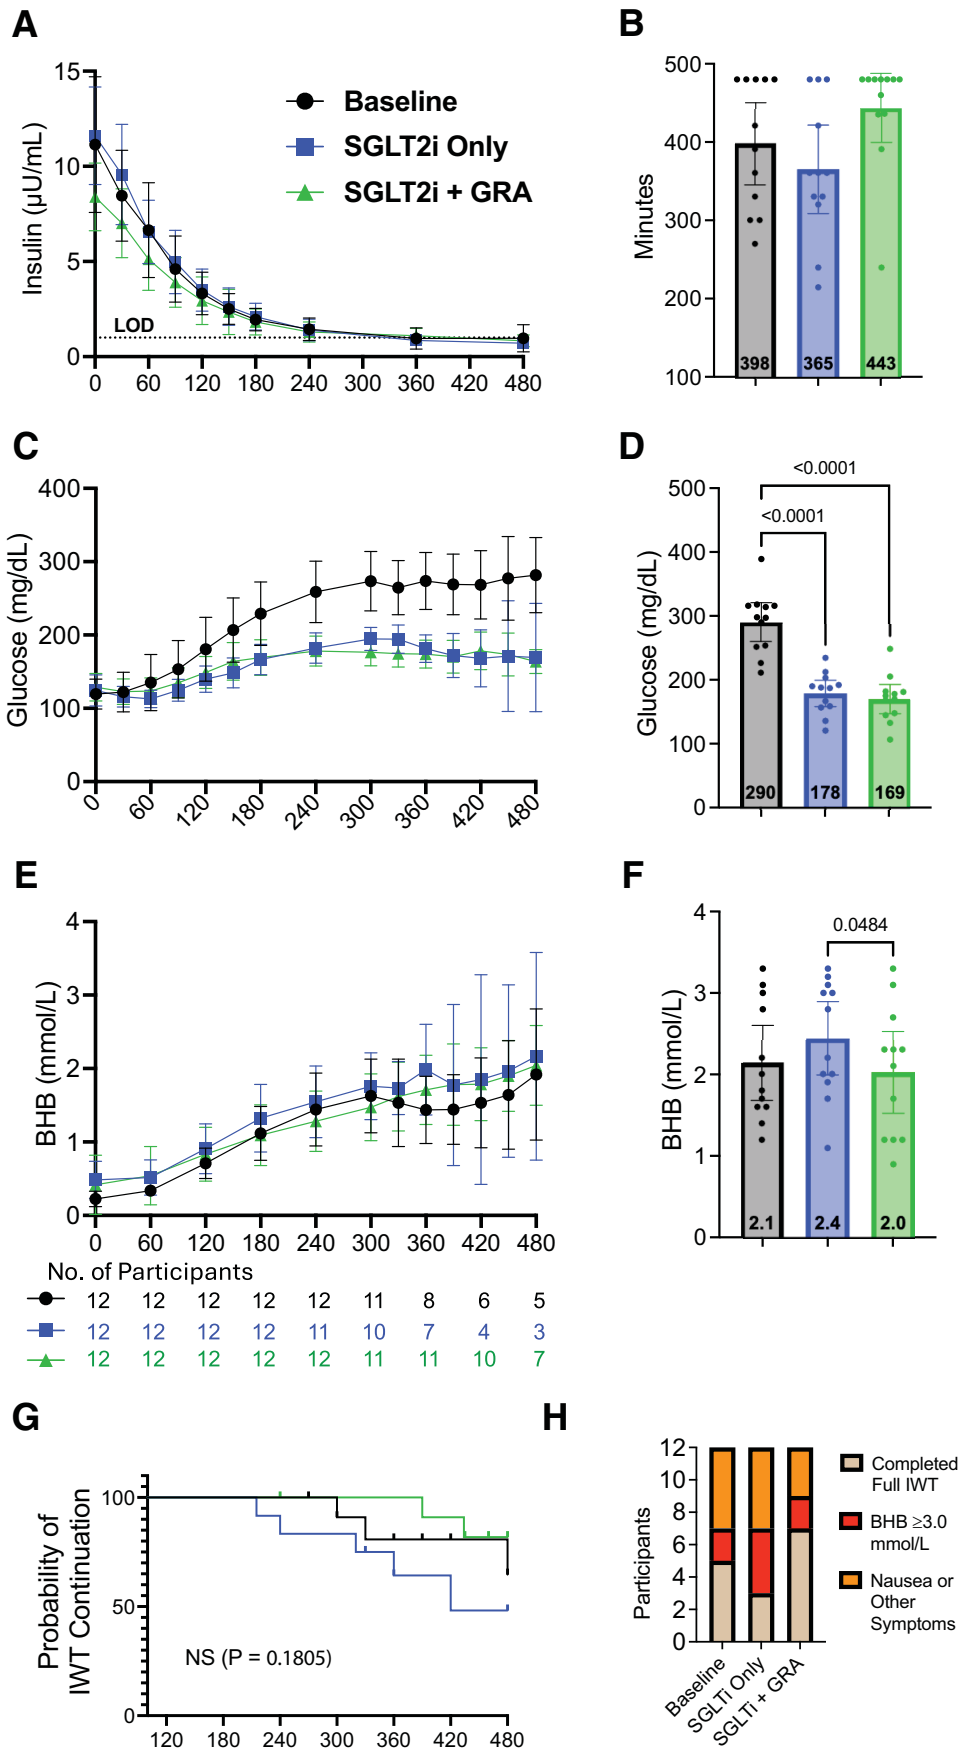 A
Insulin (µU/mL)
15
10
5
0
LOD
0 60 120 180 240 300 360 420 480
Baseline
SGLT2i Only
SGLT2i + GRA
B
Minutes
500
400
300
200
100
398 365 443
C
Glucose (mg/dL)
400
300
200
100
0
0 60 120 180 240 300 360 420 480
D
Glucose (mg/dL)
500
400
300
200
100
0
<0.0001
<0.0001
290 178 169
E
BHB (mmol/L)
4
3
2
1
0
0 60 120 180 240 300 360 420 480
No. of Participants
12 12 12 12 12 11 8 6 5
12 12 12 12 11 10 7 4 3
12 12 12 12 12 11 11 10 7
F
BHB (mmol/L)
4
3
2
1
0
0.0484
2.1 2.4 2.0
G
Probability of
IWT Continuation
100
50
0
NS (P = 0.1805)
120 180 240 300 360 420 480
H
Participants
12
10
8
6
4
2
0
Baseline
SGLTi Only
SGLTi + GRA
Completed
Full IWT
BHB ≥3.0
mmol/L
Nausea or
Other
Symptoms